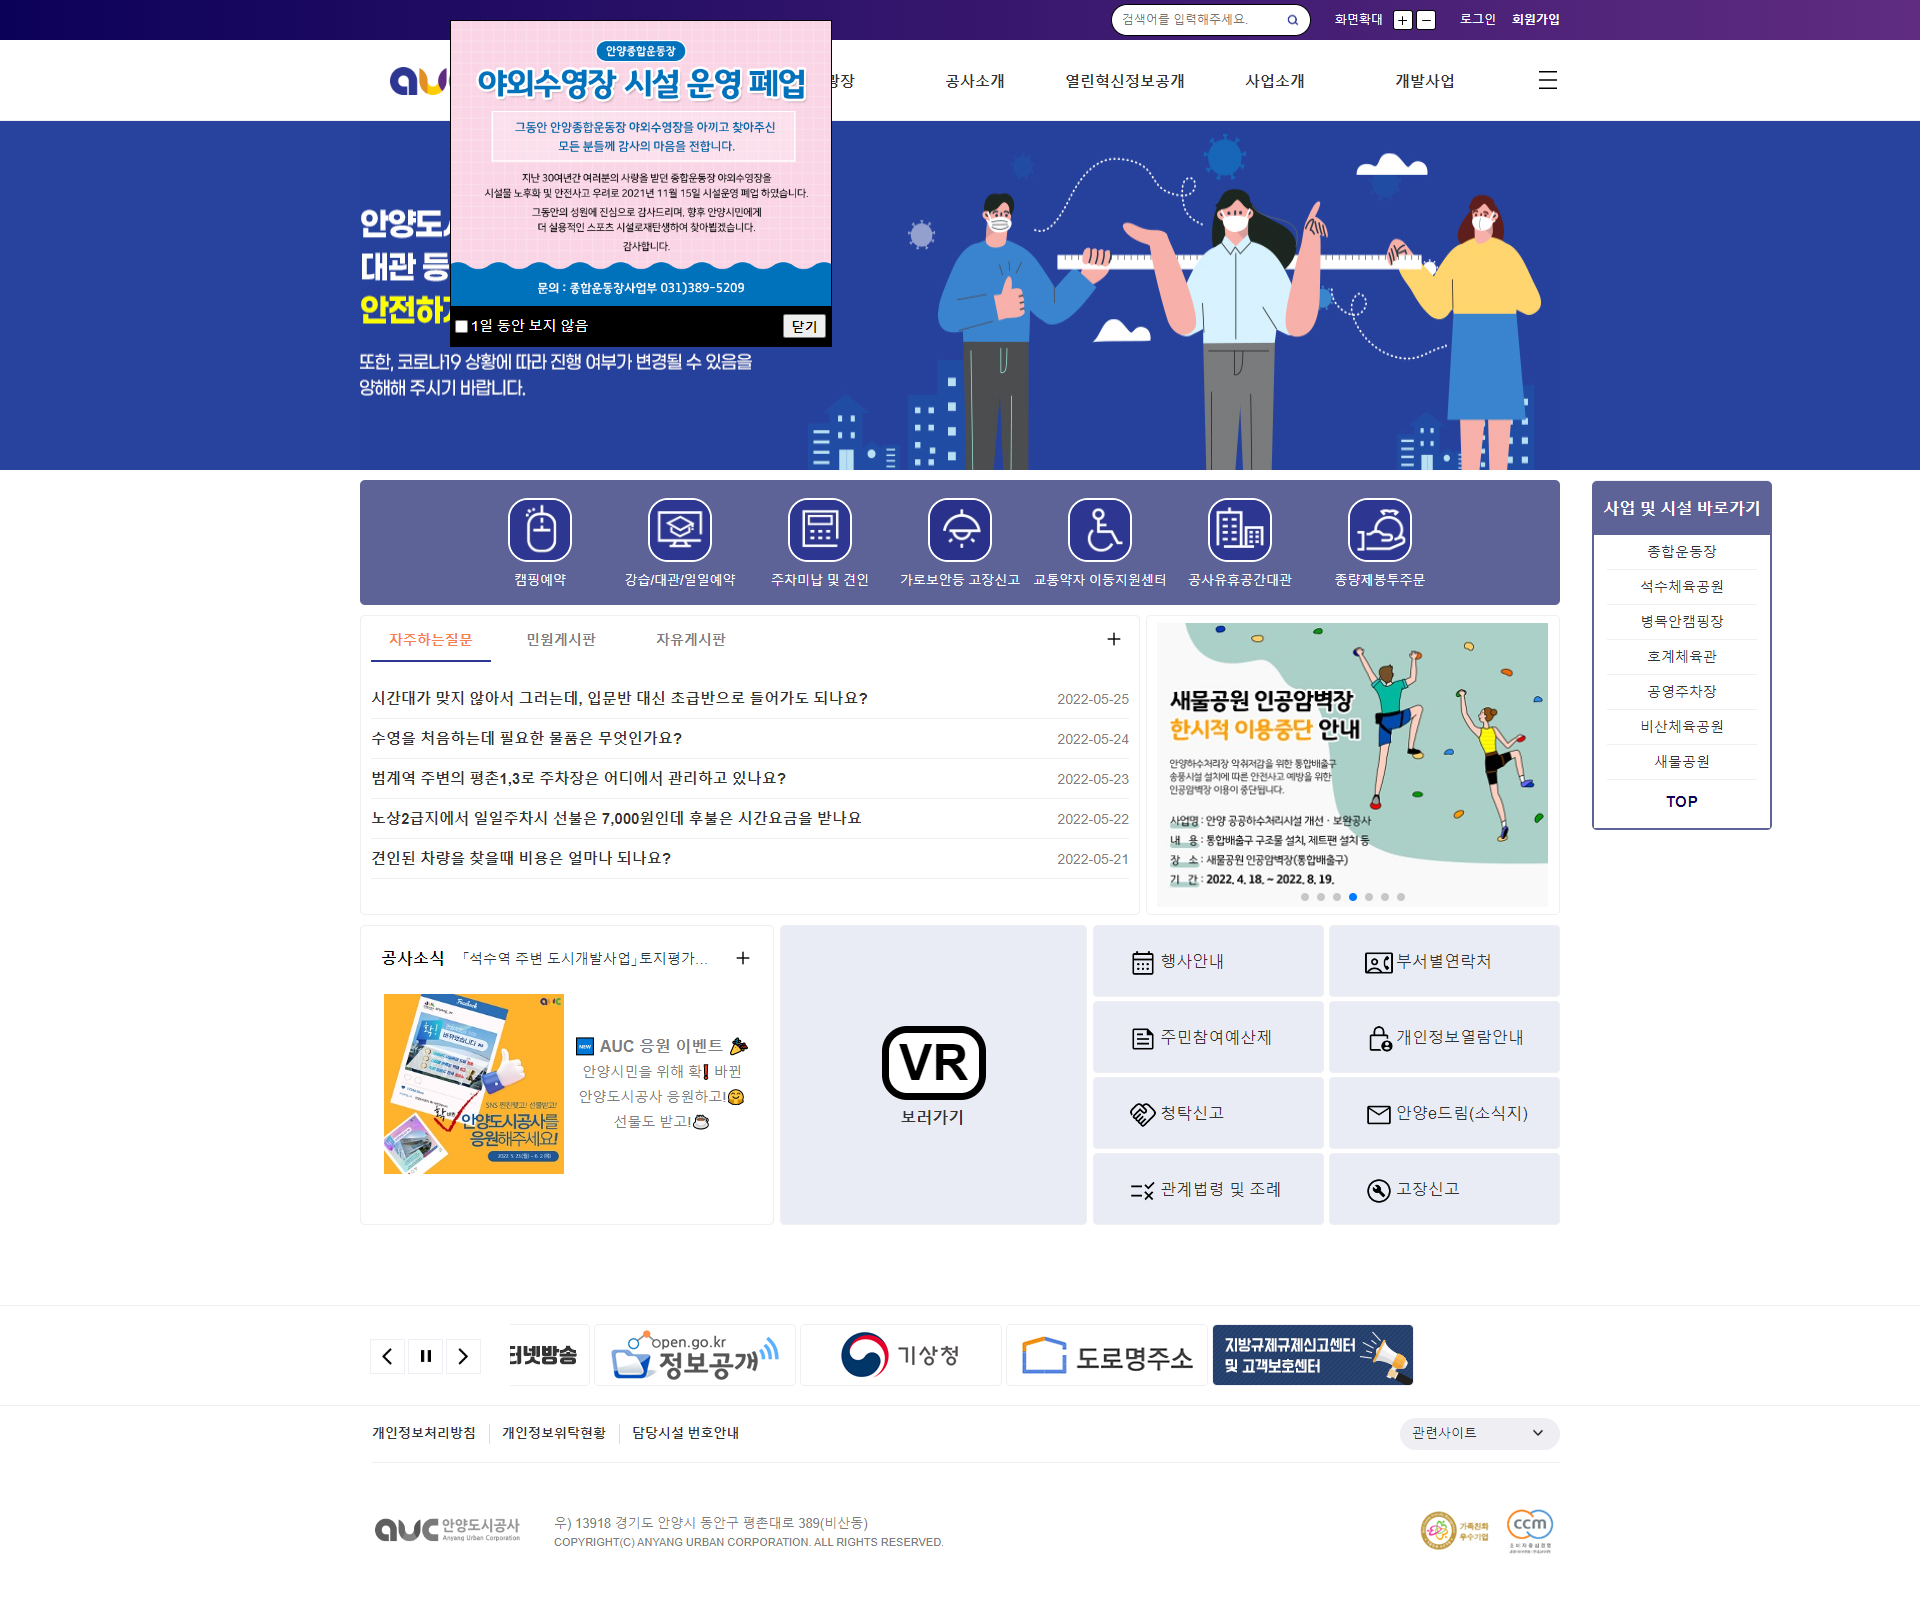 검색어를 입력해주세요.
화면확대
로그인
회원가입
공사소개
열린혁신정보공개
사업소개
개발사업
안양종합운동장
야외수영장 시설 운영 폐업
그동안 안양종합운동장 야외수영장을 아끼고 찾아주신
모든 분들께 감사의 마음을 전합니다.
지난 30여년간 여러분의 사랑을 받던 종합운동장 야외수영장을
시설물 노후화 및 안전사고 우려로 2021년 11월 15일 시설운영 폐업 하였습니다.
그동안의 성원에 진심으로 감사드리며, 향후 안양시민에게
더 실용적인 스포츠 시설로재탄생하여 찾아뵙겠습니다.
감사합니다.
문의 : 종합운동장사업부 031)389-5209
1일 동안 보지 않음
닫기
안양도시
대관 등
안전하게
또한, 코로나19 상황에 따라 진행 여부가 변경될 수 있음을
양해해 주시기 바랍니다.
캠핑예약
강습/대관/일일예약
주차미납 및 견인
가로보안등 고장신고
교통약자 이동지원센터
공사유휴공간대관
종량제봉투주문
사업 및 시설 바로가기
종합운동장
석수체육공원
병목안캠핑장
호계체육관
공영주차장
비산체육공원
새물공원
TOP
자주하는질문
민원게시판
자유게시판
시간대가 맞지 않아서 그러는데, 입문반 대신 초급반으로 들어가도 되나요?
2022-05-25
수영을 처음하는데 필요한 물품은 무엇인가요?
2022-05-24
범계역 주변의 평촌1,3로 주차장은 어디에서 관리하고 있나요?
2022-05-23
노상2급지에서 일일주차시 선불은 7,000원인데 후불은 시간요금을 받나요
2022-05-22
견인된 차량을 찾을때 비용은 얼마나 되나요?
2022-05-21
새물공원 인공암벽장
한시적 이용중단 안내
안양하수처리장 악취저감을 위한 통합배출구
송풍시설 설치에 따른 안전사고 예방을 위한
인공암벽장 이용이 중단됩니다.
사업명 : 안양 공공하수처리시설 개선 · 보완공사
내 용 : 통합배출구 구조물 설치, 제트팬 설치 등
장 소 : 새물공원 인공암벽장(통합배출구)
기 간 : 2022. 4. 18. ~ 2022. 8. 19.
공사소식
「석수역 주변 도시개발사업」토지평가...
facebook
확!
바뀌었습니다
SNS 팬맺고! 선물받고!
안양도시공사를
응원해주세요!
AUC 응원 이벤트
안양시민을 위해 확❗ 바뀐
안양도시공사 응원하고!
선물도 받고!
VR
보러가기
행사안내
부서별연락처
주민참여예산제
개인정보열람안내
청탁신고
안양e드림(소식지)
관계법령 및 조례
고장신고
터넷방송
open.go.kr
정보공개
기상청
도로명주소
지방규제규제신고센터
및 고객보호센터
개인정보처리방침
개인정보위탁현황
담당시설 번호안내
관련사이트
auc 안양도시공사
Anyang Urban Corporation
우) 13918 경기도 안양시 동안구 평촌대로 389(비산동)
COPYRIGHT(C) ANYANG URBAN CORPORATION. ALL RIGHTS RESERVED.
가족친화
우수기업
ccm